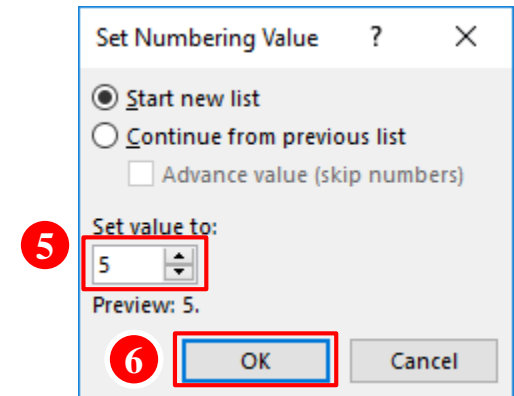 Set Numbering Value ? ×
Start new list
Continue from previous list
Advance value (skip numbers)
Set value to:
5 5
Preview: 5.
6 OK Cancel